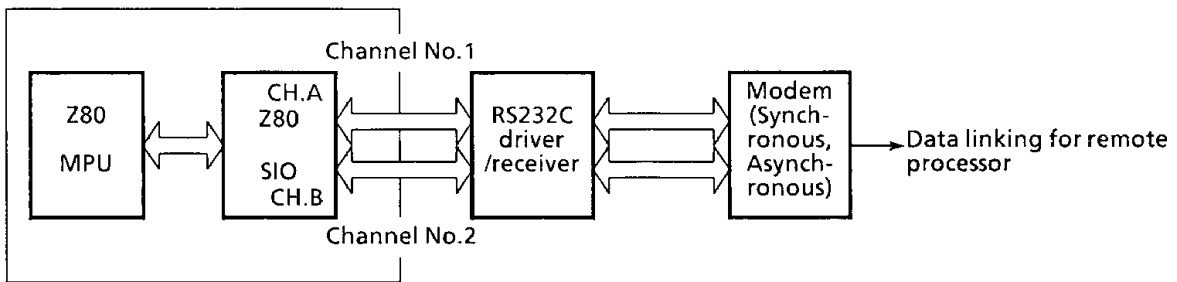 Channel No.1
Z80
MPU
CH.A
Z80
SIO
CH.B
Channel No.2
RS232C
driver
/receiver
Modem
(Synch-
ronous,
Asynch-
ronous)
Data linking for remote
processor